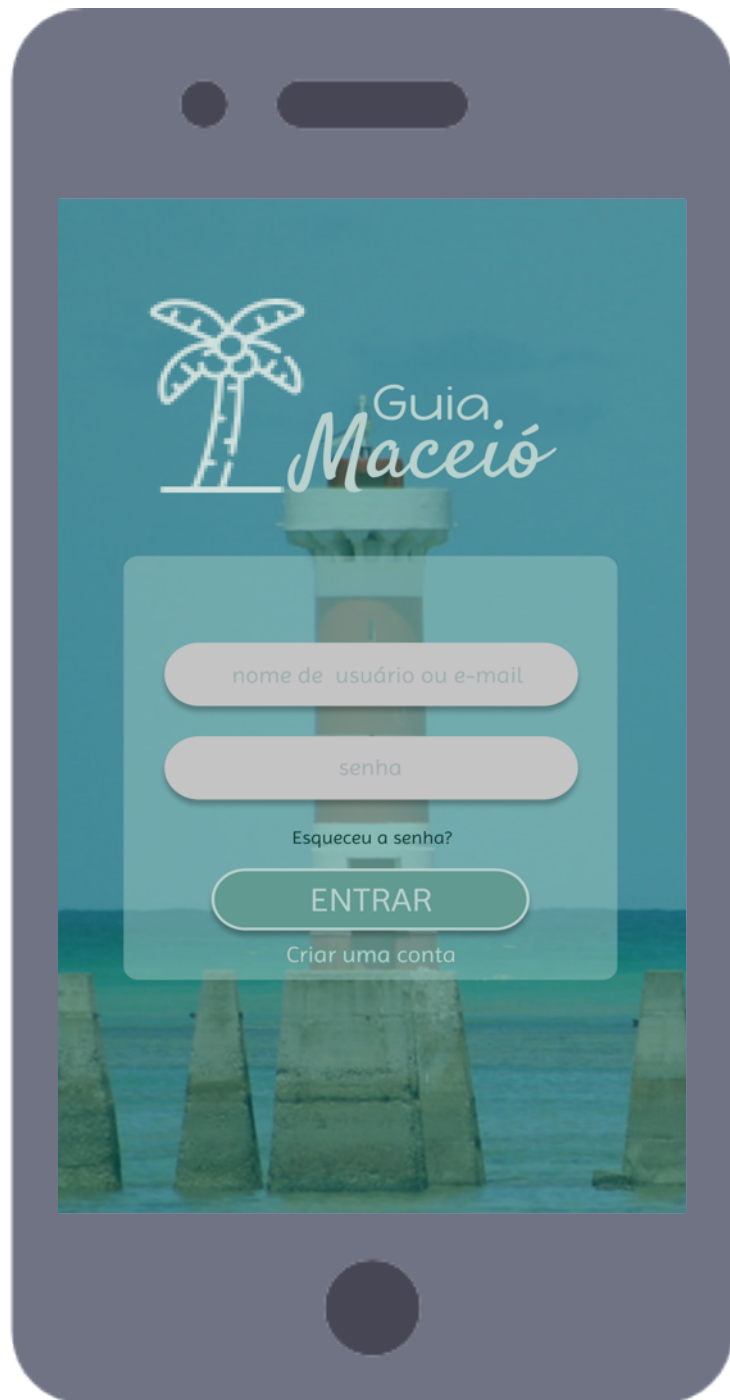 Guia
Maceió
nome de usuário ou e-mail
senha
Esqueceu a senha?
ENTRAR
Criar uma conta